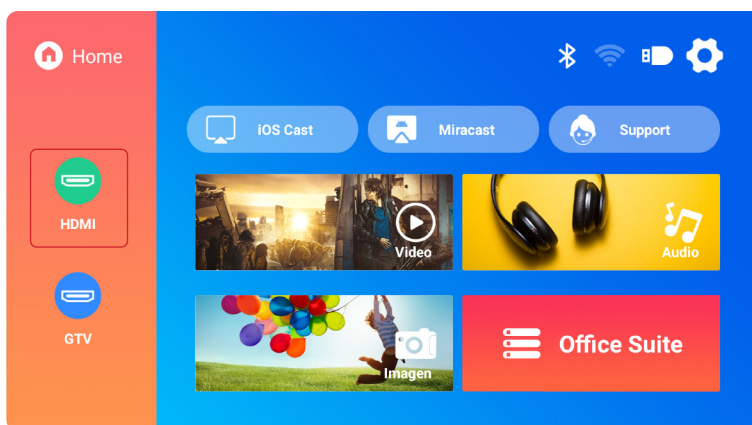 Home
iOS Cast
Miracast
Support
HDMI
Video
Audio
GTV
Office Suite
Imagen